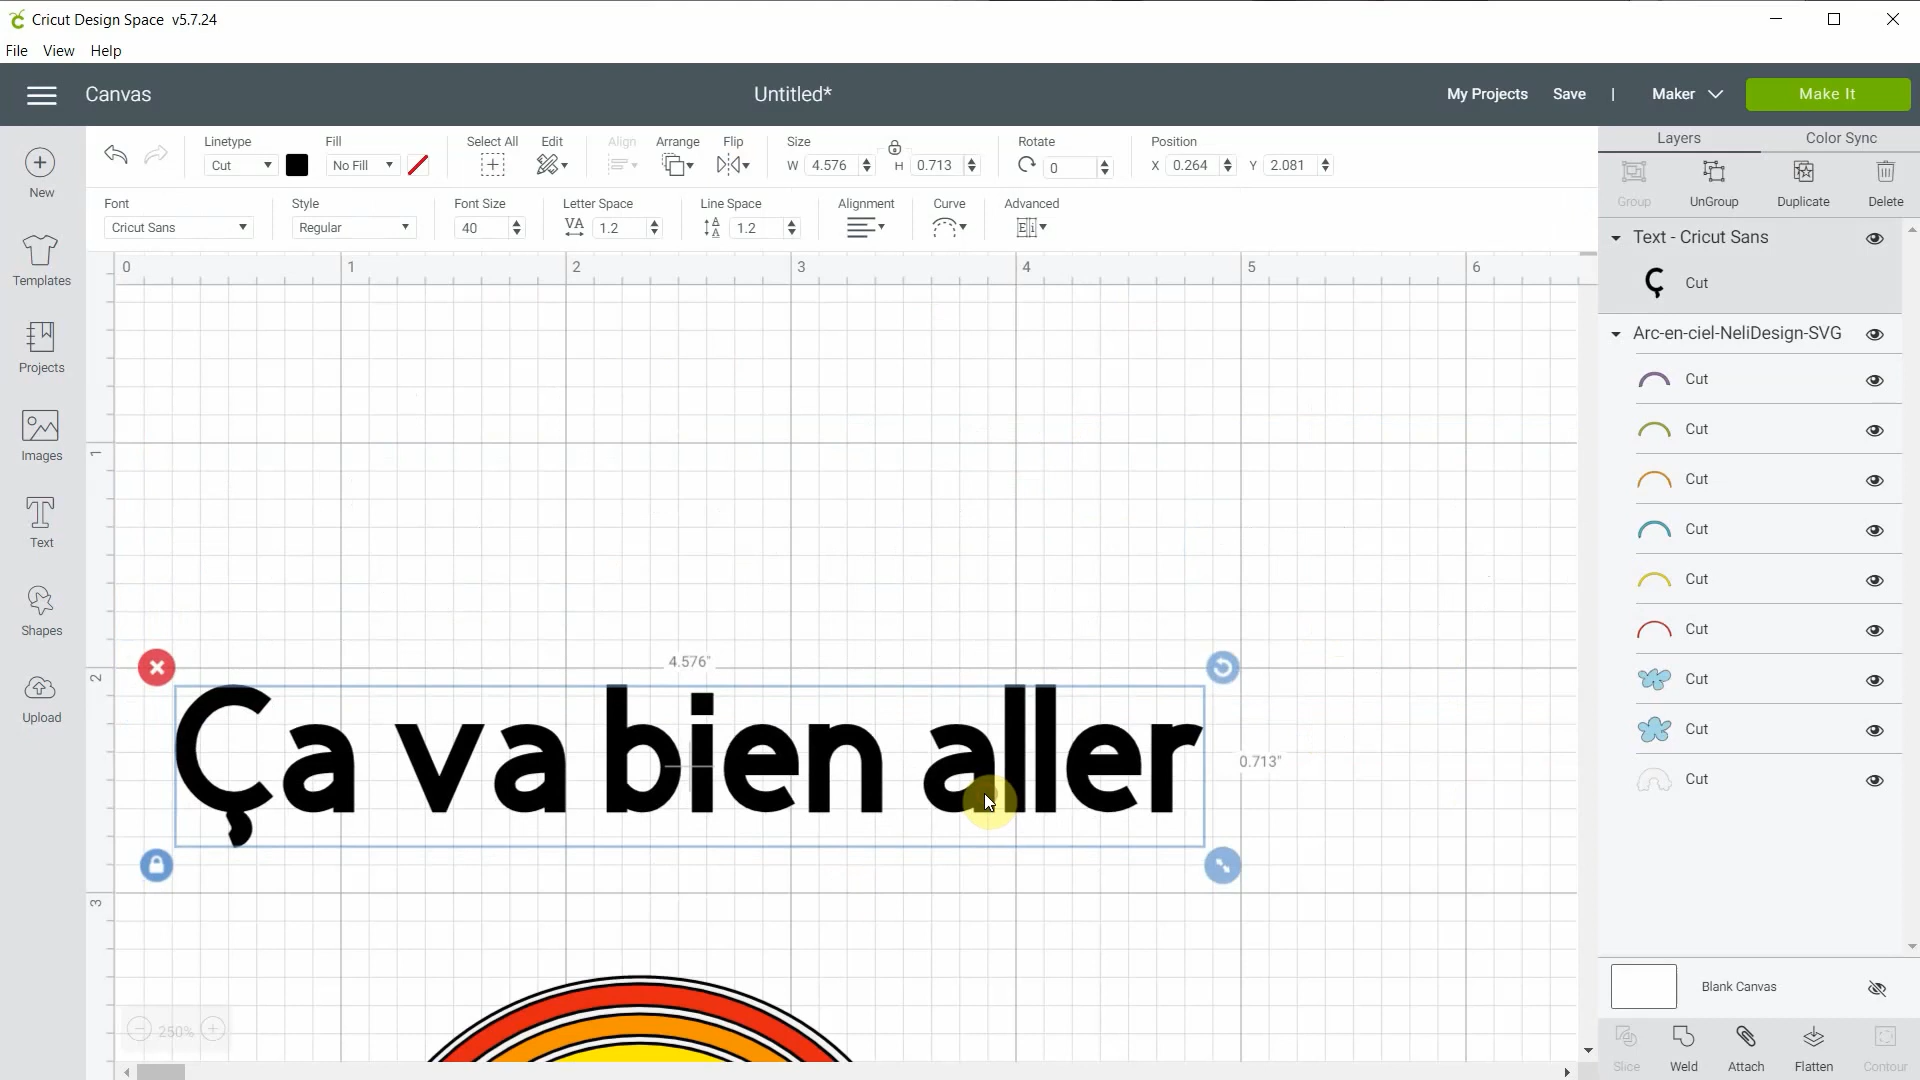 Cricut Design Space v5.7.24
File View Help
Canvas
Untitled*
My Projects Save | Maker Make It
New
Templates
Projects
Images
Text
Shapes
Upload
Linetype Fill Select All Edit Align Arrange Flip Size Rotate Position
Cut No Fill W 4.576 H 0.713 0 X 0.264 Y 2.081
Font Style Font Size Letter Space Line Space Alignment Curve Advanced
Cricut Sans Regular 40 VA 1.2 1.2
0 1 2 3 4 5 6
1
2
3
4.576"
Ça va bien aller
0.713"
250%
Layers Color Sync
Group UnGroup Duplicate Delete
Text - Cricut Sans
Ç Cut
Arc-en-ciel-NeliDesign-SVG
Cut
Cut
Cut
Cut
Cut
Cut
Cut
Cut
Cut
Blank Canvas
Slice Weld Attach Flatten Contour